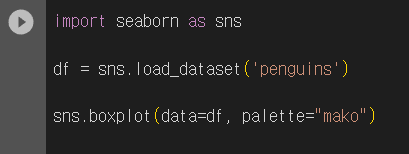 import seaborn as sns
df = sns.load_dataset('penguins')
sns.boxplot(data=df, palette="mako")